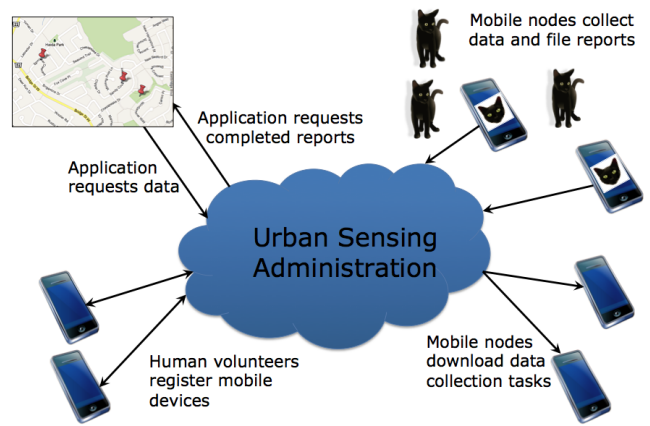 Mobile nodes collect
data and file reports
Application requests
completed reports
Application
requests data
Urban Sensing
Administration
Human volunteers
register mobile
devices
Mobile nodes
download data
collection tasks